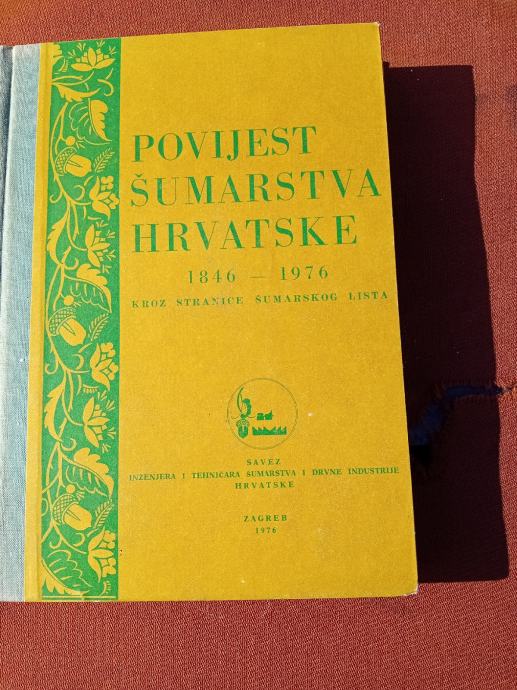 POVIJEST
ŠUMARSTVA
HRVATSKE
1846 — 1976
KROZ STRANICE ŠUMARSKOG LISTA
SAVEZ
INŽENJERA I TEHNIČARA ŠUMARSTVA I DRVNE INDUSTRIJE
HRVATSKE
ZAGREB
1976